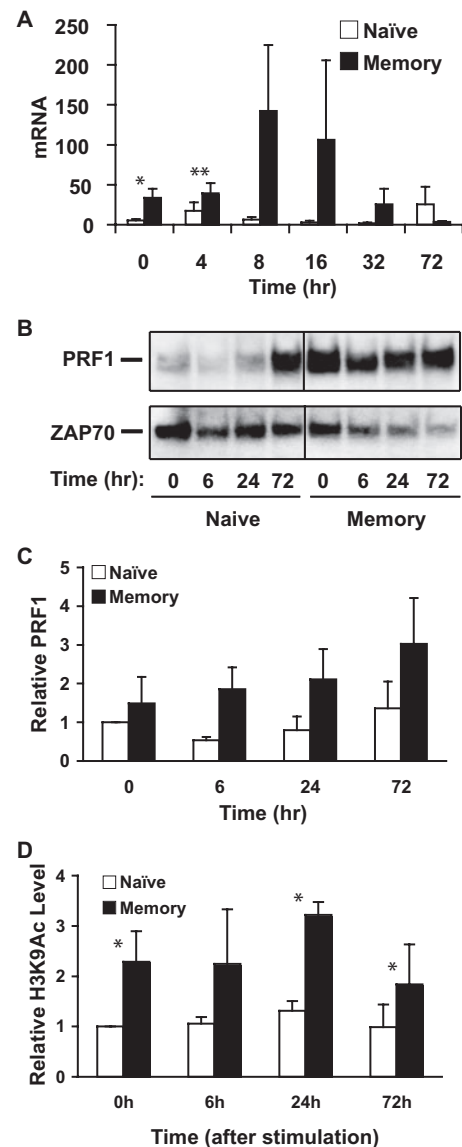 A
Naïve
Memory
mRNA
250
200
150
100
50
0
* **
0 4 8 16 32 72
Time (hr)
B
PRF1
ZAP70
Time (hr): 0 6 24 72 0 6 24 72
Naive Memory
C
Naïve
Memory
Relative PRF1
5
4
3
2
1
0
0 6 24 72
Time (hr)
D
Naïve
Memory
Relative H3K9Ac Level
4
3
2
1
0
* * *
0h 6h 24h 72h
Time (after stimulation)